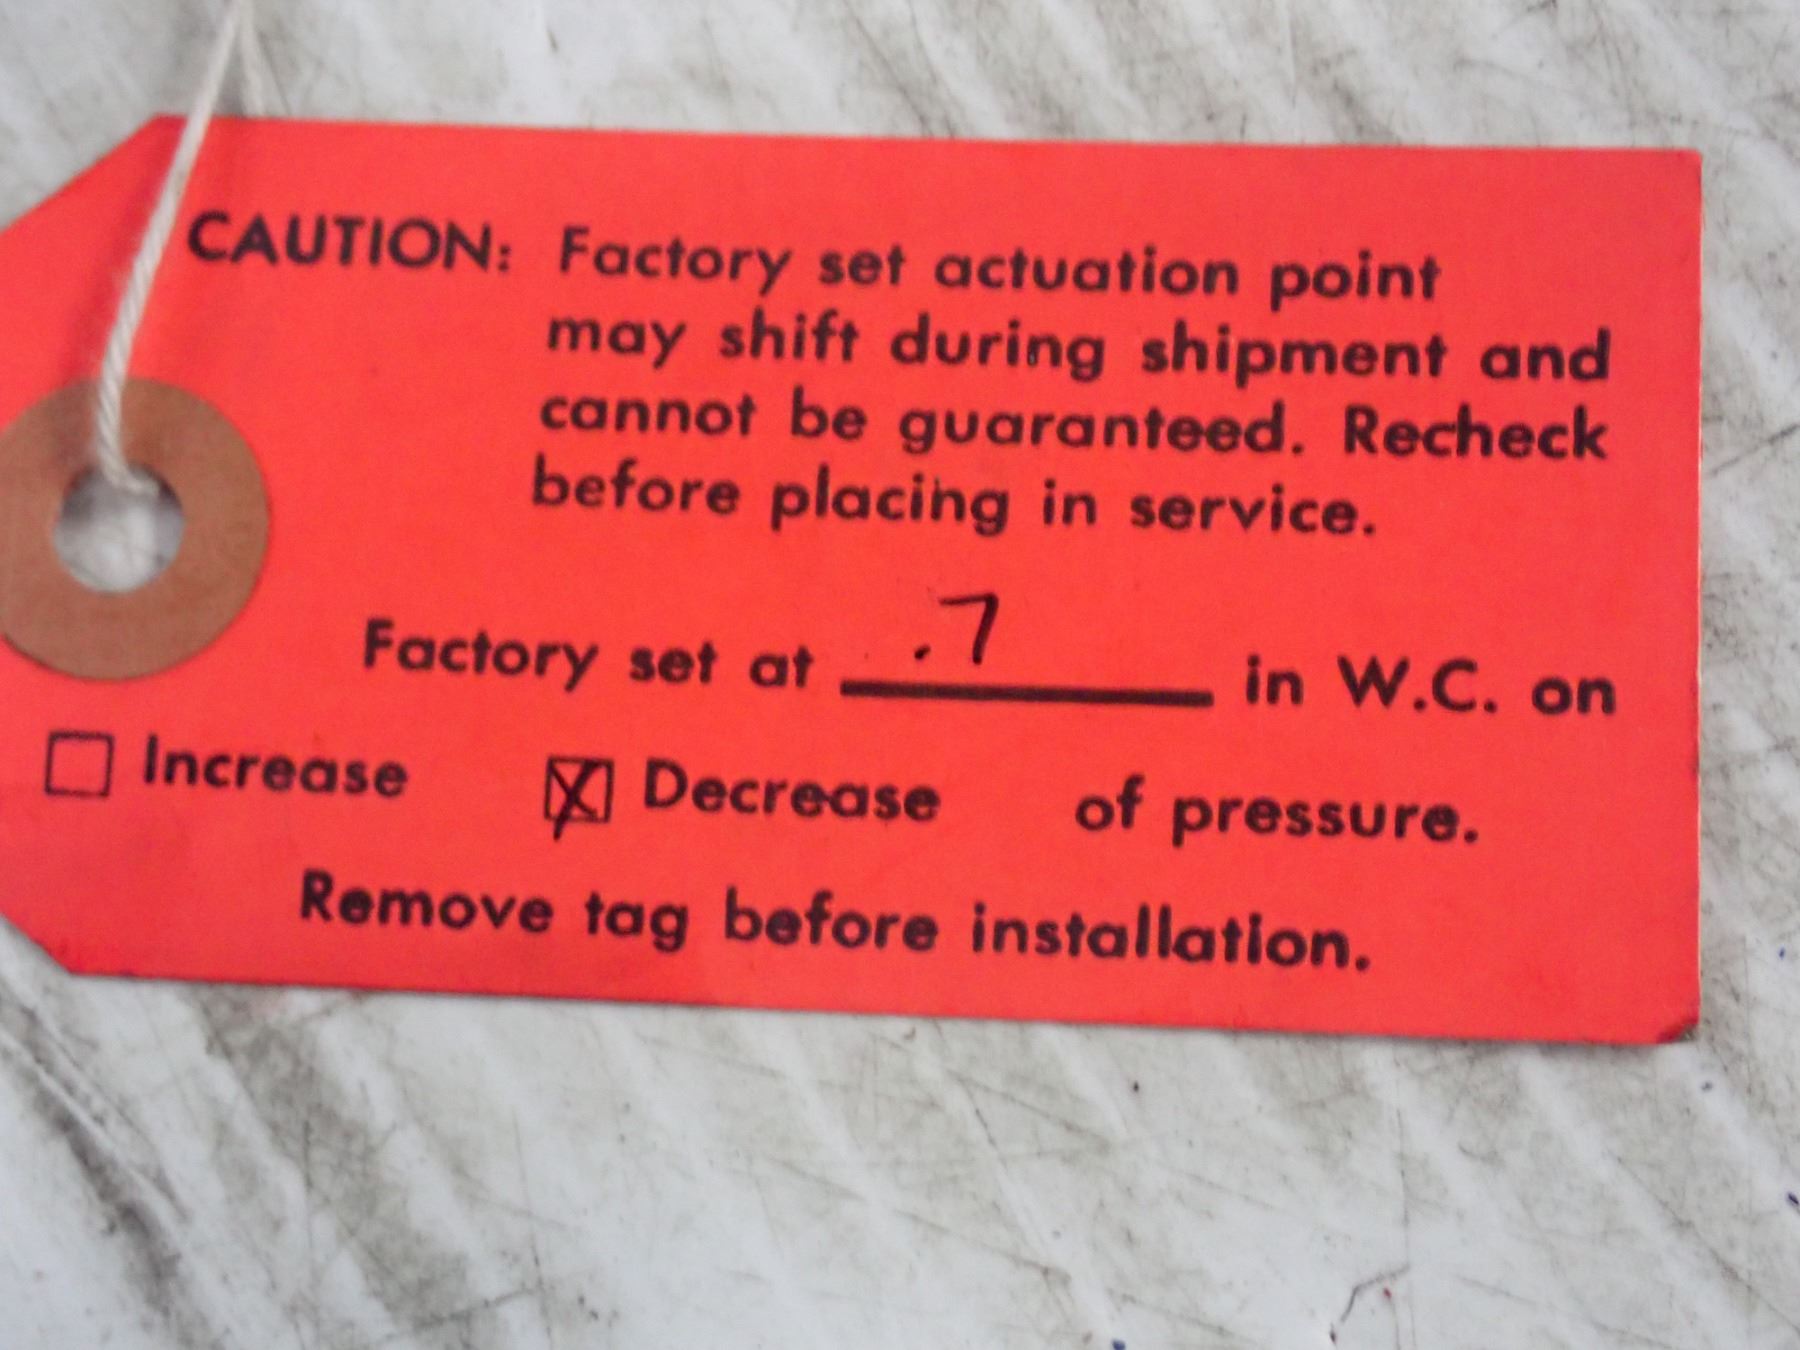 CAUTION: Factory set actuation point
may shift during shipment and
cannot be guaranteed. Recheck
before placing in service.
Factory set at .7 in W.C. on
☐ Increase ☒ Decrease of pressure.
Remove tag before installation.